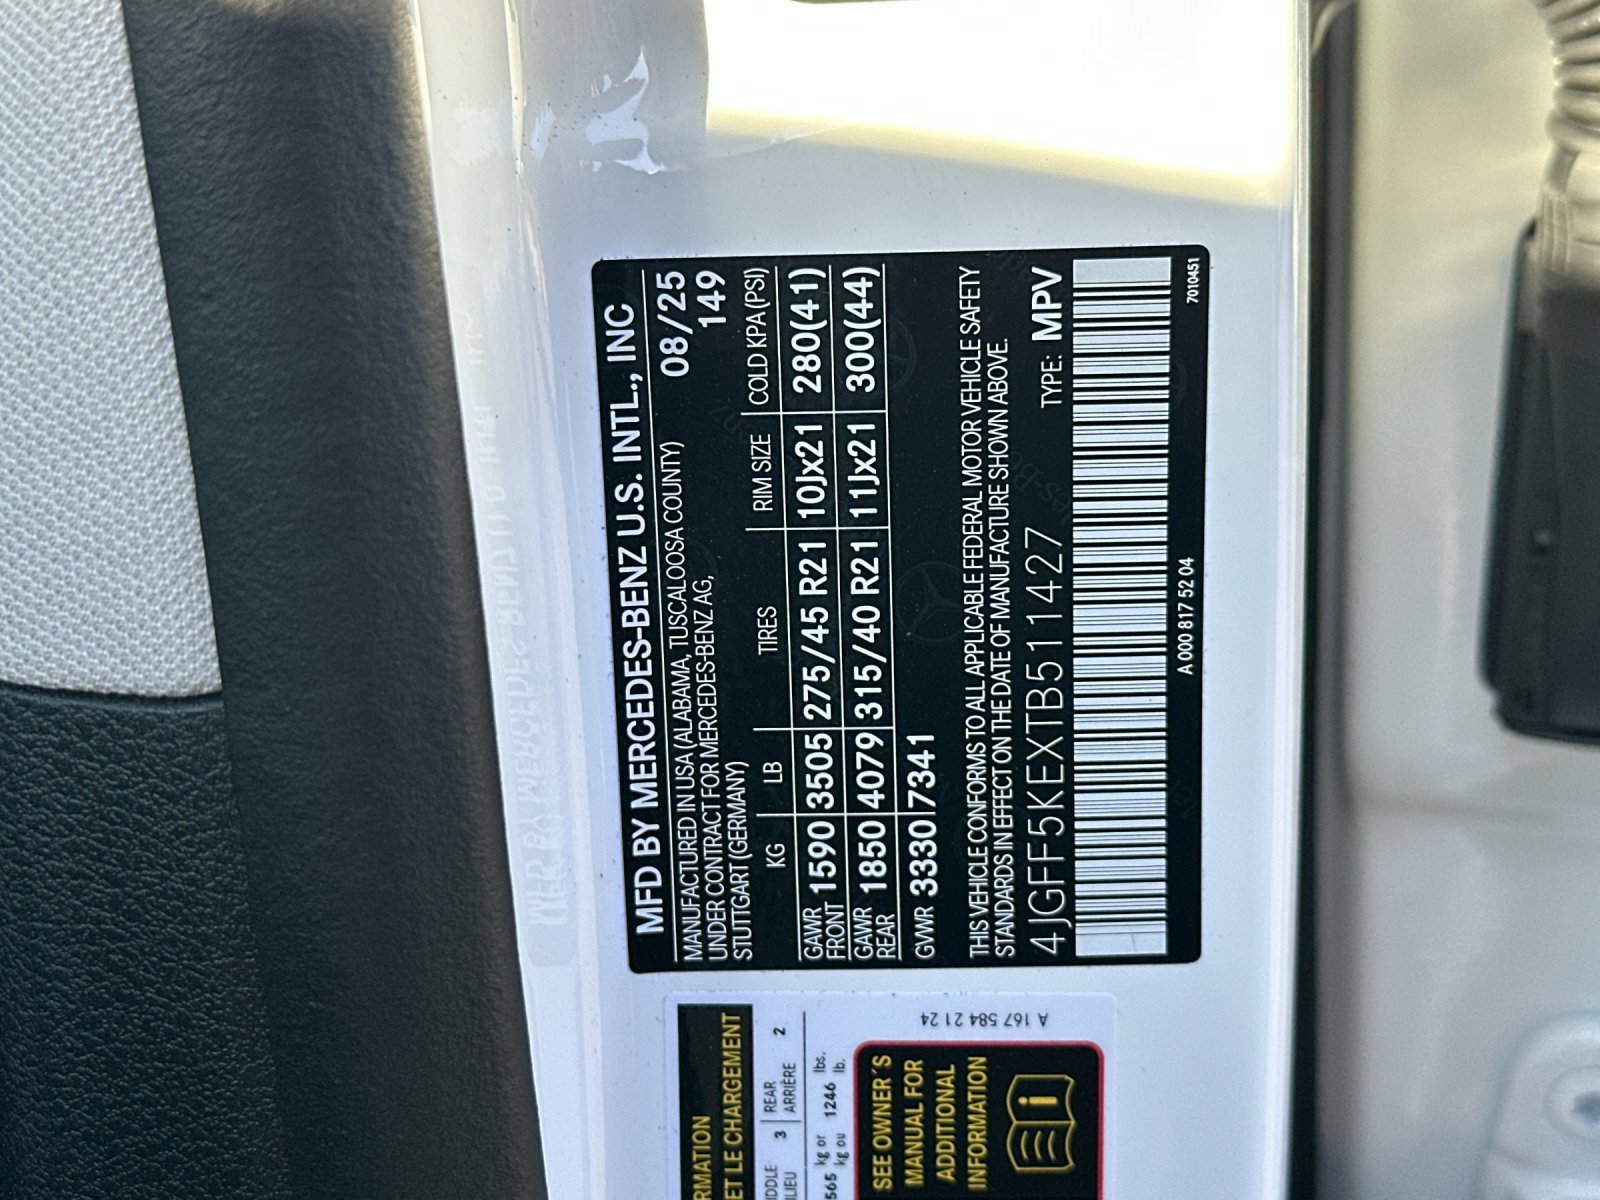 MFD BY MERCEDES-BENZ U.S. INTL., INC
MANUFACTURED IN USA (ALABAMA, TUSCALOOSA COUNTY) 08/25
UNDER CONTRACT FOR MERCEDES-BENZ AG, 149
STUTTGART (GERMANY)
KG LB TIRES RIM SIZE COLD KPA (PSI)
GAWR FRONT 1590 3505 275/45 R21 10Jx21 280(41)
GAWR REAR 1850 4079 315/40 R21 11Jx21 300(44)
GVWR 3330 7341
THIS VEHICLE CONFORMS TO ALL APPLICABLE FEDERAL MOTOR VEHICLE SAFETY
STANDARDS IN EFFECT ON THE DATE OF MANUFACTURE SHOWN ABOVE.
4JGFF5KEXTB511427 TYPE: MPV
A 000 817 52 04 7010451
ET LE CHARGEMENT
3 REAR 2
ARRIÈRE
565 kg or 1246 lbs.
kg ou lb.
SEE OWNER'S
MANUAL FOR
ADDITIONAL
INFORMATION
A 167 584 21 24